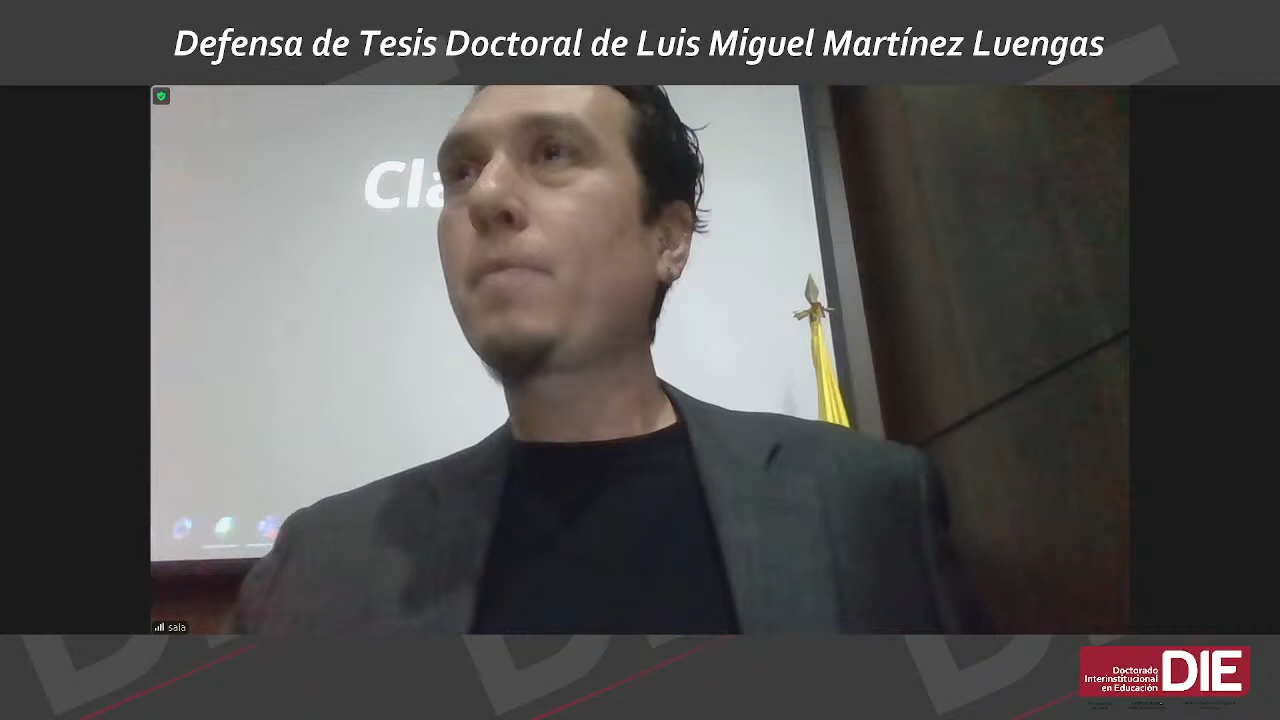 Defensa de Tesis Doctoral de Luis Miguel Martínez Luengas
Cla
sala
Doctorado
Interinstitucional
en Educación
DIE